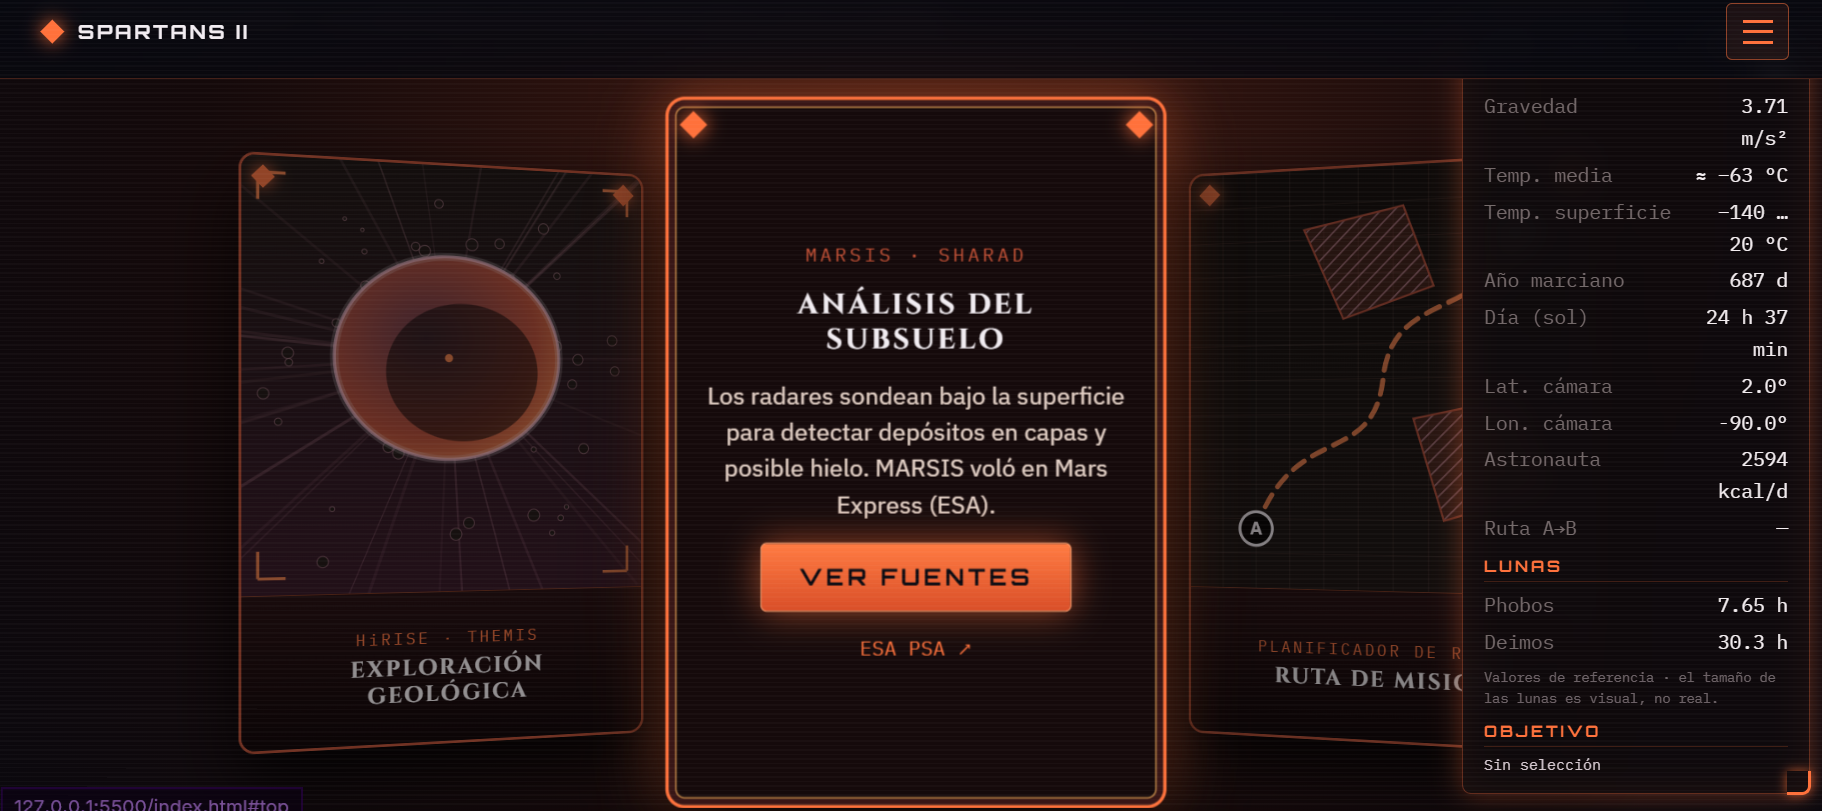 SPARTANS II
HiRISE · THEMIS
EXPLORACIÓN
GEOLÓGICA
MARSIS · SHARAD
ANÁLISIS DEL
SUBSUELO
Los radares sondean bajo la superficie
para detectar depósitos en capas y
posible hielo. MARSIS voló en Mars
Express (ESA).
VER FUENTES
ESA PSA ↗
A
PLANIFICADOR DE R
RUTA DE MISI
Gravedad 3.71
m/s²
Temp. media ≈ −63 °C
Temp. superficie −140 …
20 °C
Año marciano 687 d
Día (sol) 24 h 37
min
Lat. cámara 2.0°
Lon. cámara -90.0°
Astronauta 2594
kcal/d
Ruta A→B —
LUNAS
Phobos 7.65 h
Deimos 30.3 h
Valores de referencia · el tamaño de
las lunas es visual, no real.
OBJETIVO
Sin selección
127.0.0.1:5500/index.html#top